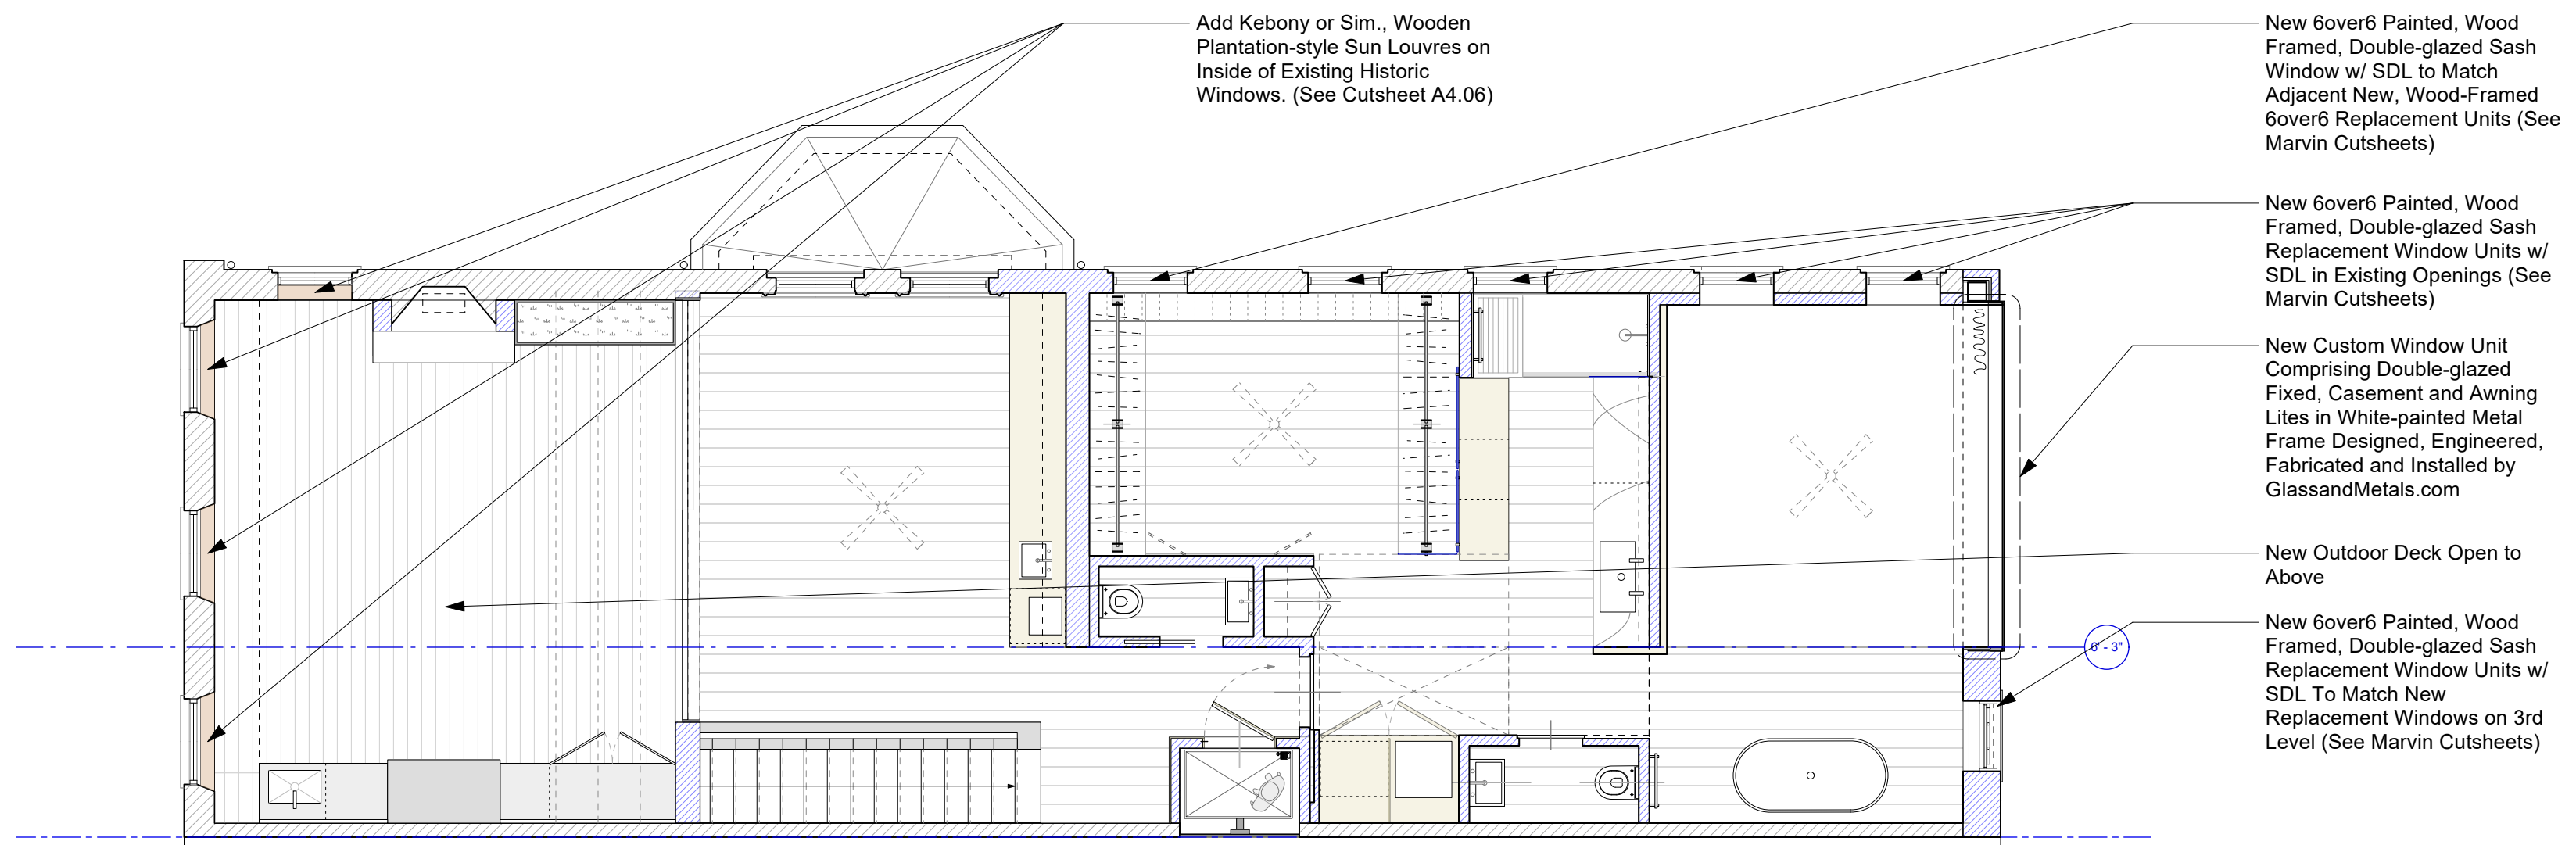 Add Kebony or Sim., Wooden
Plantation-style Sun Louvres on
Inside of Existing Historic
Windows. (See Cutsheet A4.06)
New 6over6 Painted, Wood
Framed, Double-glazed Sash
Window w/ SDL to Match
Adjacent New, Wood-Framed
6over6 Replacement Units (See
Marvin Cutsheets)
New 6over6 Painted, Wood
Framed, Double-glazed Sash
Replacement Window Units w/
SDL in Existing Openings (See
Marvin Cutsheets)
New Custom Window Unit
Comprising Double-glazed
Fixed, Casement and Awning
Lites in White-painted Metal
Frame Designed, Engineered,
Fabricated and Installed by
GlassandMetals.com
New Outdoor Deck Open to
Above
New 6over6 Painted, Wood
Framed, Double-glazed Sash
Replacement Window Units w/
SDL To Match New
Replacement Windows on 3rd
Level (See Marvin Cutsheets)
6' - 3"